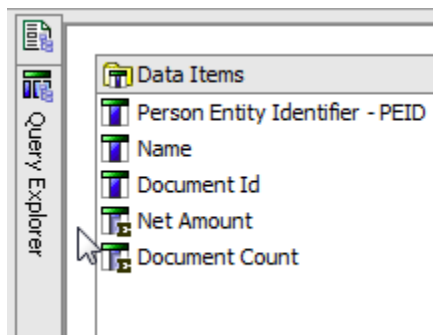 Query Explorer
Data Items
Person Entity Identifier - PEID
Name
Document Id
Net Amount
Document Count